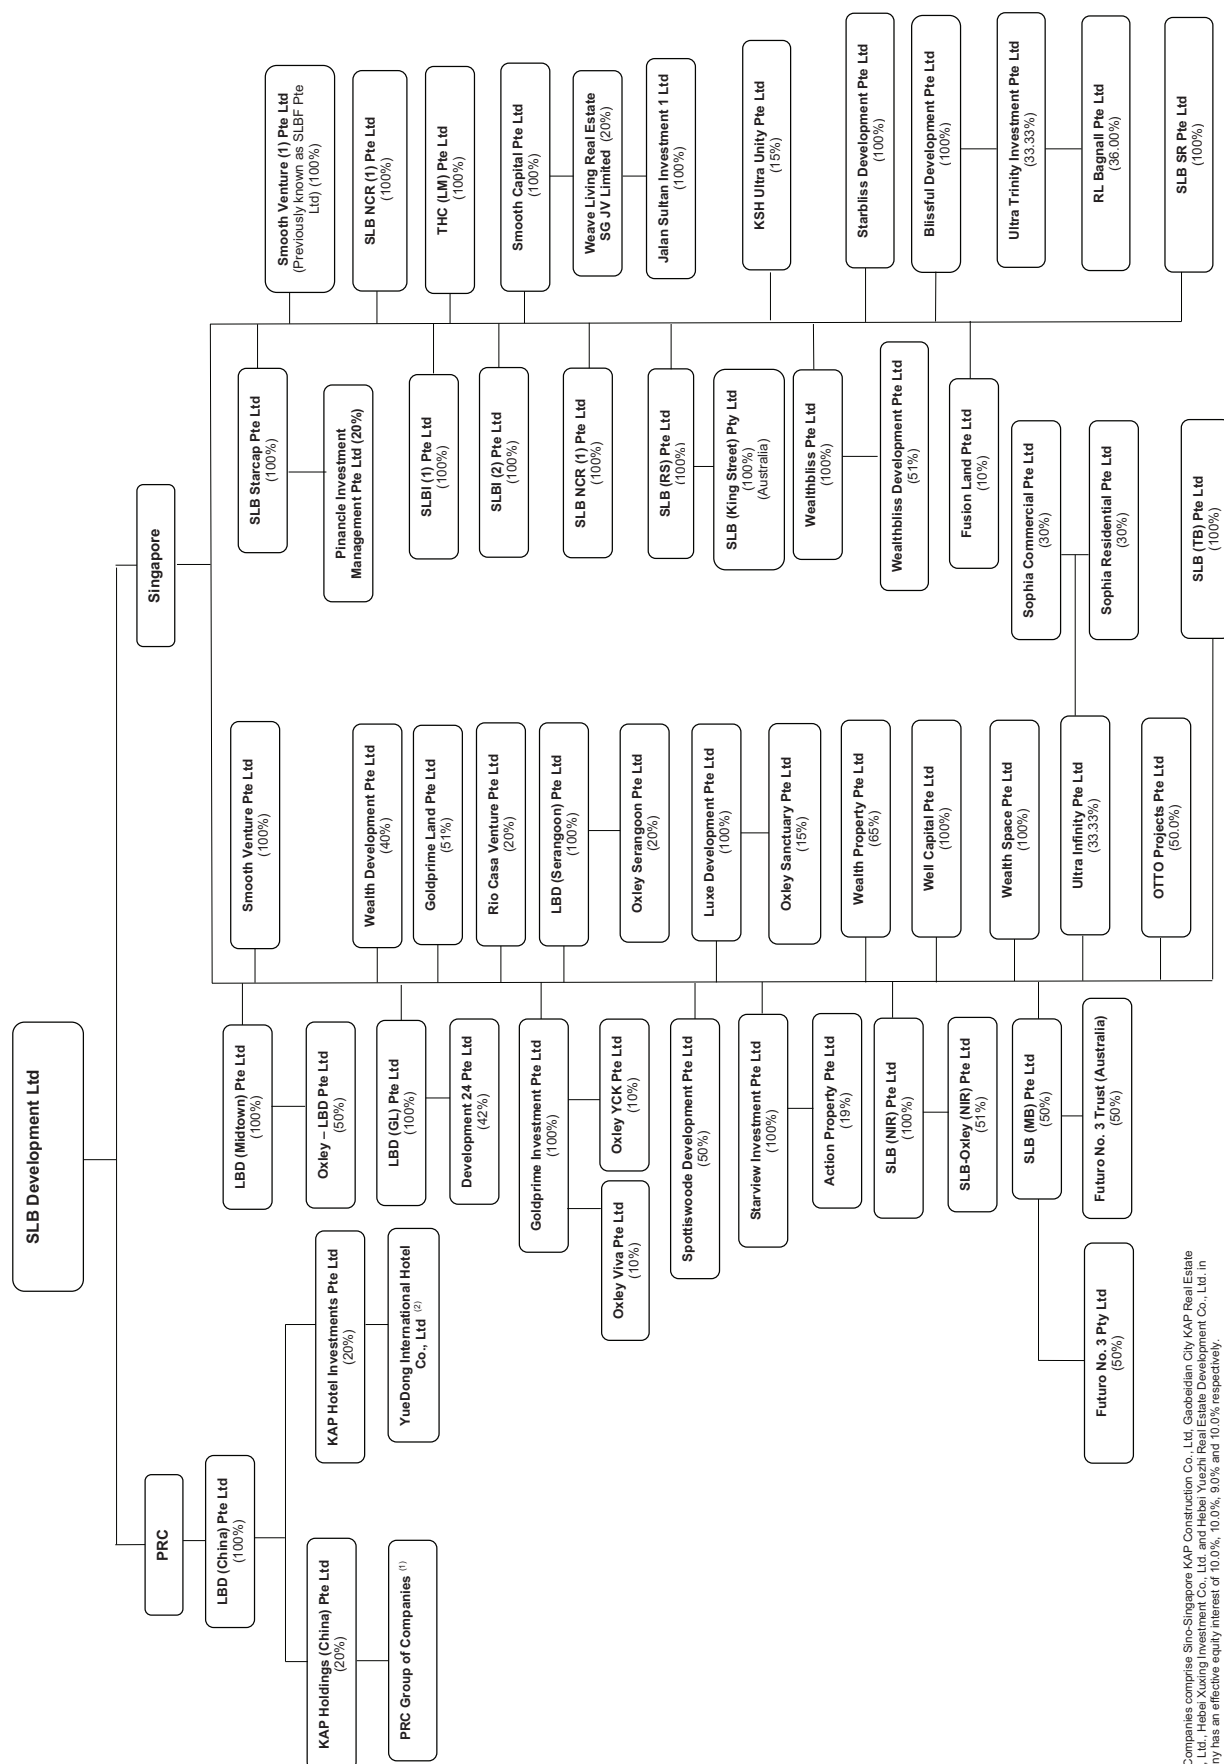 SLB Development Ltd
PRC
LBD (China) Pte Ltd
(100%)
KAP Holdings (China) Pte Ltd
(20%)
PRC Group of Companies (1)
KAP Hotel Investments Pte Ltd
(20%)
YueDong International Hotel
Co., Ltd (2)
Singapore
LBD (Midtown) Pte Ltd
(100%)
Oxley – LBD Pte Ltd
(50%)
LBD (GL) Pte Ltd
(100%)
Development 24 Pte Ltd
(42%)
Goldprime Investment Pte Ltd
(100%)
Oxley Viva Pte Ltd
(10%)
Oxley YCK Pte Ltd
(10%)
Spottiswoode Development Pte Ltd
(50%)
Starview Investment Pte Ltd
(100%)
Action Property Pte Ltd
(19%)
SLB (NIR) Pte Ltd
(100%)
SLB-Oxley (NIR) Pte Ltd
(51%)
SLB (MB) Pte Ltd
(50%)
Futuro No. 3 Pty Ltd
(50%)
Futuro No. 3 Trust (Australia)
(50%)
Smooth Venture Pte Ltd
(100%)
Wealth Development Pte Ltd
(40%)
Goldprime Land Pte Ltd
(51%)
Rio Casa Venture Pte Ltd
(20%)
LBD (Serangoon) Pte Ltd
(100%)
Oxley Serangoon Pte Ltd
(20%)
Luxe Development Pte Ltd
(100%)
Oxley Sanctuary Pte Ltd
(15%)
Wealth Property Pte Ltd
(65%)
Well Capital Pte Ltd
(100%)
Wealth Space Pte Ltd
(100%)
Ultra Infinity Pte Ltd
(33.33%)
Sophia Commercial Pte Ltd
(30%)
Sophia Residential Pte Ltd
(30%)
OTTO Projects Pte Ltd
(50.0%)
SLB (TB) Pte Ltd
(100%)
SLB Starcap Pte Ltd
(100%)
Pinancle Investment
Management Pte Ltd (20%)
SLBI (1) Pte Ltd
(100%)
SLBI (2) Pte Ltd
(100%)
SLB NCR (1) Pte Ltd
(100%)
SLB (RS) Pte Ltd
(100%)
SLB (King Street) Pty Ltd
(100%)
(Australia)
Wealthbliss Pte Ltd
(100%)
Wealthbliss Development Pte Ltd
(51%)
Fusion Land Pte Ltd
(10%)
Smooth Venture (1) Pte Ltd
(Previously known as SLBF Pte
Ltd) (100%)
SLB NCR (1) Pte Ltd
(100%)
THC (LM) Pte Ltd
(100%)
Smooth Capital Pte Ltd
(100%)
Weave Living Real Estate
SG JV Limited (20%)
Jalan Sultan Investment 1 Ltd
(100%)
KSH Ultra Unity Pte Ltd
(15%)
Starbliss Development Pte Ltd
(100%)
Blissful Development Pte Ltd
(100%)
Ultra Trinity Investment Pte Ltd
(33.33%)
RL Bagnall Pte Ltd
(36.00%)
SLB SR Pte Ltd
(100%)
Companies comprise Sino-Singapore KAP Construction Co., Ltd, Gaobeidian City KAP Real Estate
, Ltd., Hebei Xuxing Investment Co., Ltd. and Hebei Yuezhi Real Estate Development Co., Ltd. in
ny has an effective equity interest of 10.0%, 10.0%, 9.0% and 10.0% respectively.